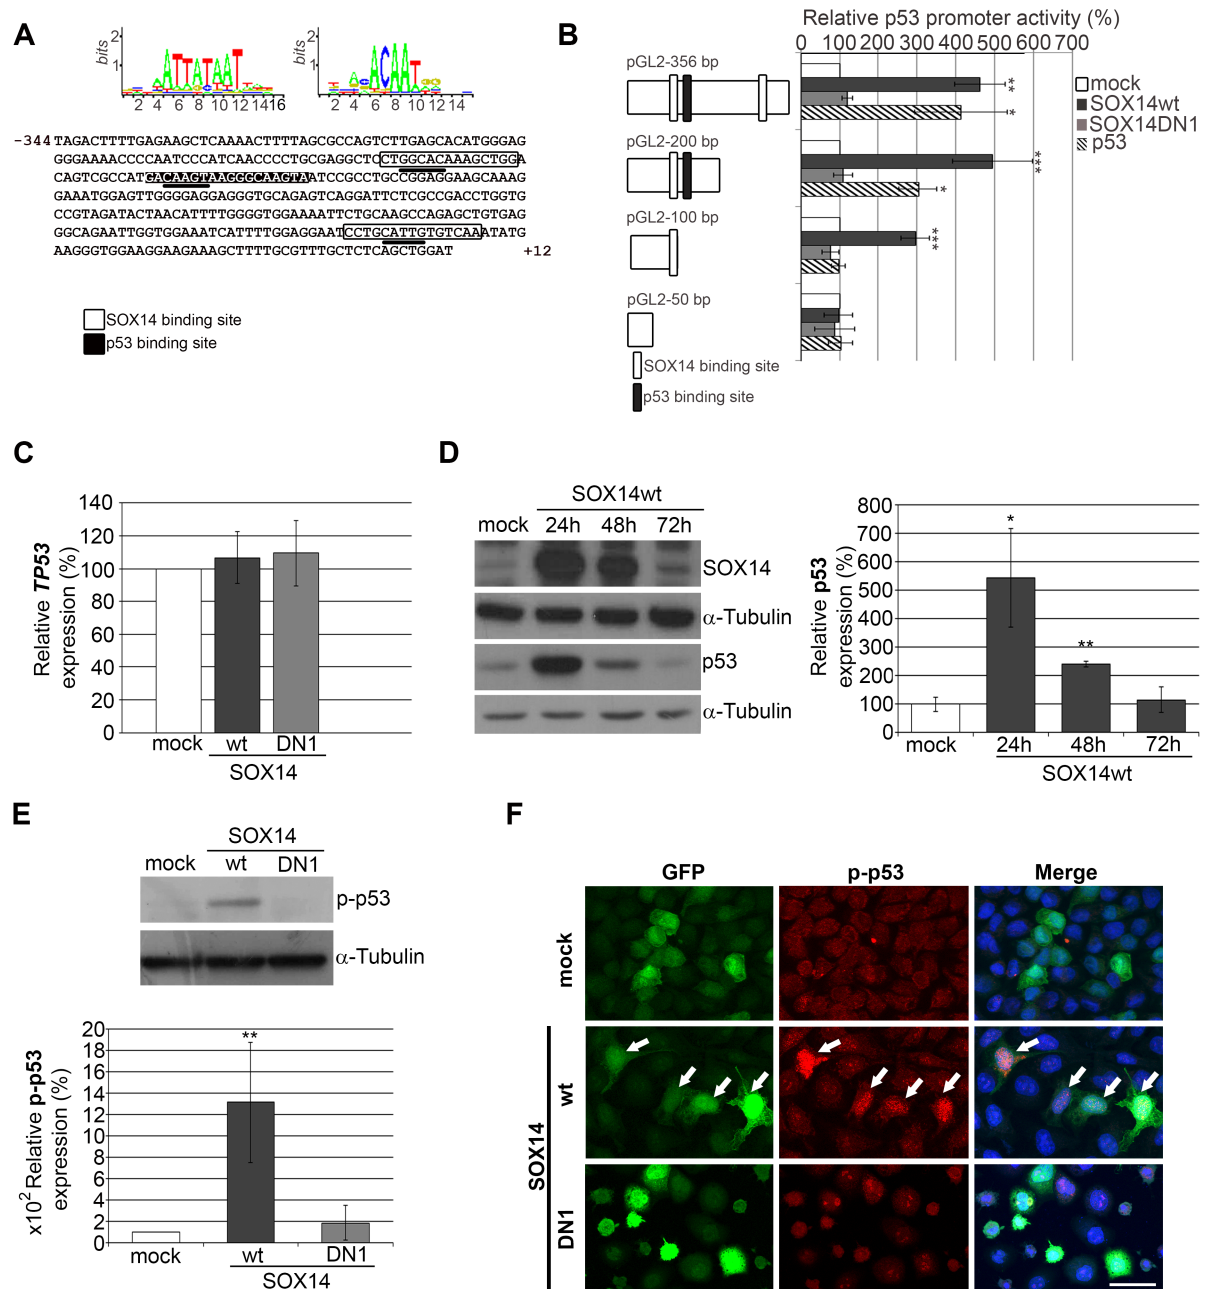 A
bits
2
1
2 4 6 8 10 12 1416
bits
2
1
2 4 6 8 10 12 14
-344 TAGACTTTTGAGAAGCTCAAAACTTTTAGCGCCAGTCTTGAGCACATGGGAG
GGGAAAACCCCAATCCCATCAACCCCTGCGAGGCTCCTGGCACAAAGCTGGA
CAGTCGCCATGACAAGTAAGGGCAAGTAATCCGCCTGCCGGAGGAAGCAAAG
GAAATGGAGTTGGGGAGGAGGGTGCAGAGTCAGGATTCTCGCCGACCTGGTG
CCGTAGATACTAACATTTTGGGGTGGAAAATTCTGCAAGCCAGAGCTGTGAG
GGCAGAATTGGTGGAAATCATTTTGGAGGAATCCTGCATTGTGTCAAATATG
AAGGGTGGAAGGAAGAAAGCTTTTGCGTTTGCTCTCAGCTGGAT +12
SOX14 binding site
p53 binding site
B
Relative p53 promoter activity (%)
0 100 200 300 400 500 600 700
pGL2-356 bp
**
*
pGL2-200 bp
***
*
pGL2-100 bp
***
pGL2-50 bp
SOX14 binding site
p53 binding site
mock
SOX14wt
SOX14DN1
p53
C
Relative TP53
expression (%)
140
120
100
80
60
40
20
0
mock wt DN1
SOX14
D
SOX14wt
mock 24h 48h 72h
SOX14
α-Tubulin
p53
α-Tubulin
Relative p53
expression (%)
800
700
600
500
400
300
200
100
0
*
**
mock 24h 48h 72h
SOX14wt
E
SOX14
mock wt DN1
p-p53
α-Tubulin
x10² Relative p-p53
expression (%)
20
18
16
14
12
10
8
6
4
2
0
**
mock wt DN1
SOX14
F
GFP p-p53 Merge
mock
SOX14
wt
DN1